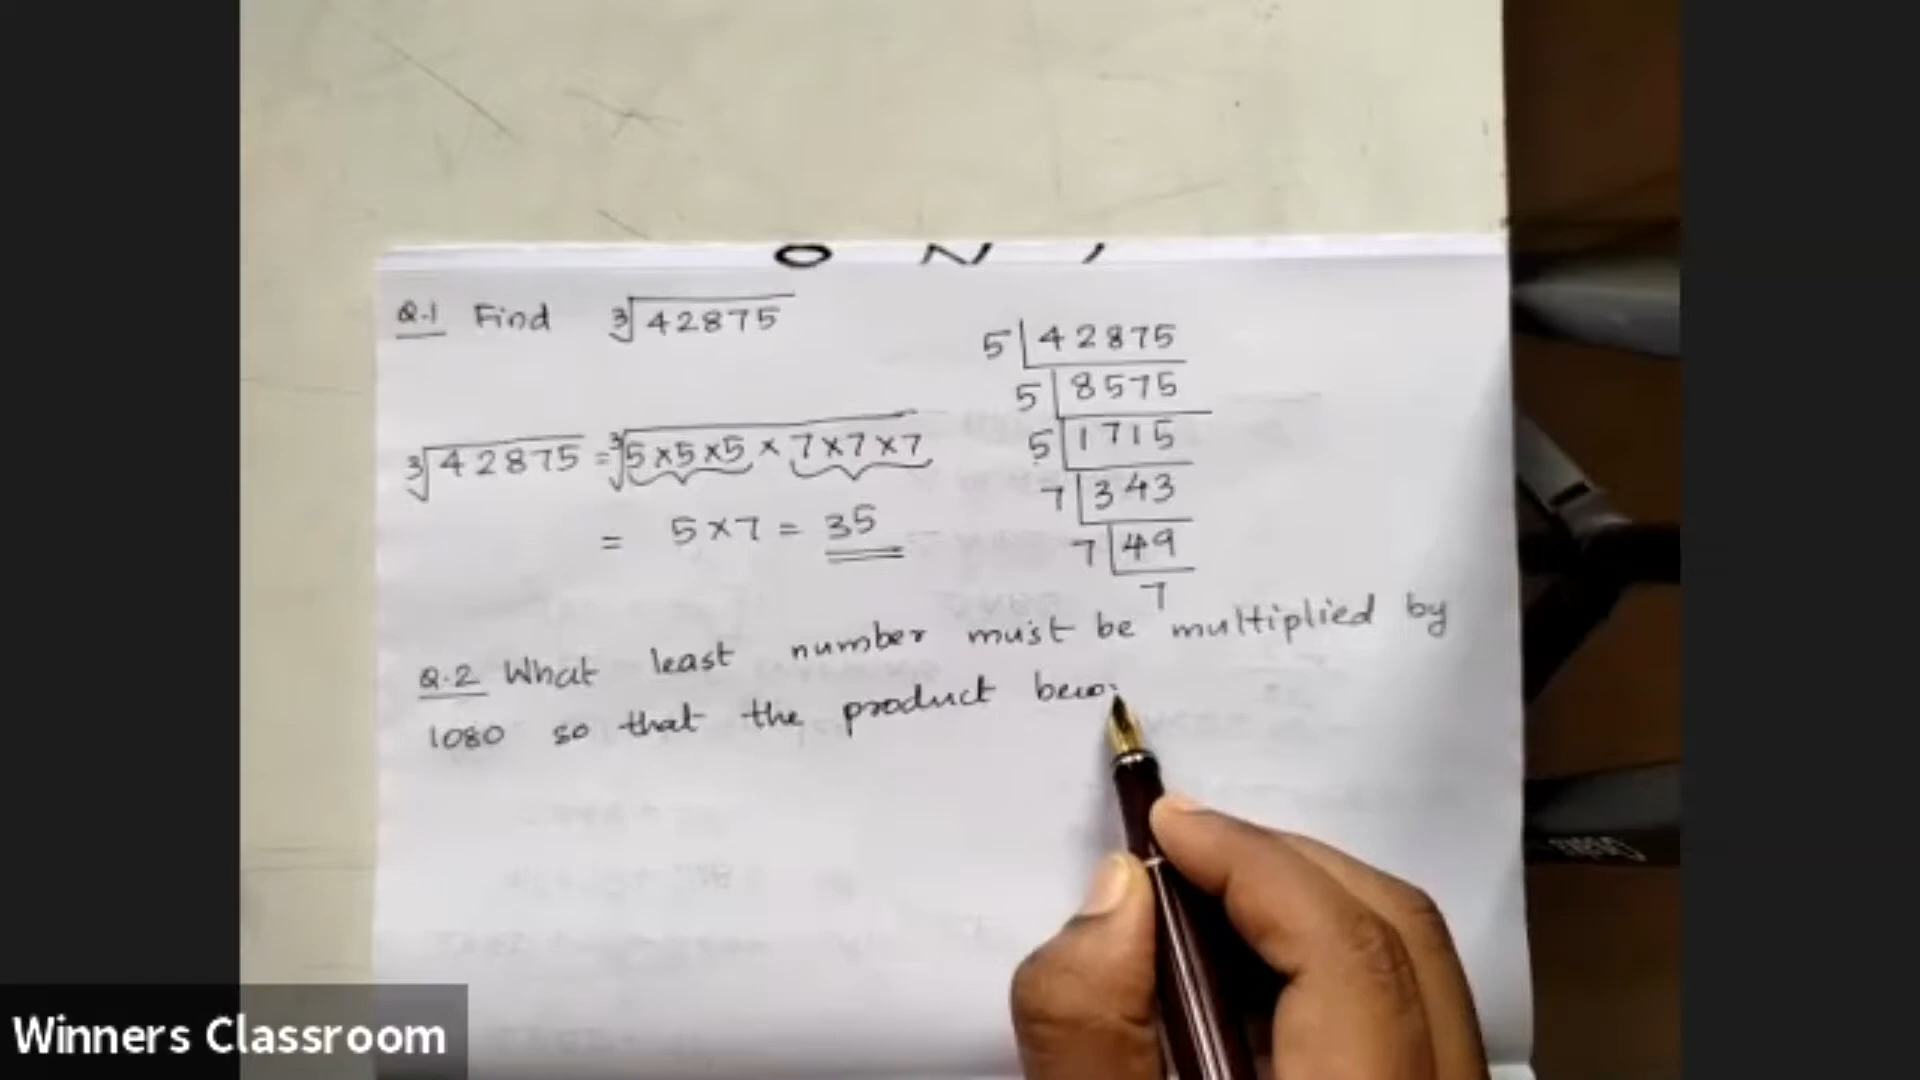 Q.1 Find ∛42875
∛42875 = ∛5×5×5 × 7×7×7
= 5×7 = 35
5 | 42875
5 | 8575
5 | 1715
7 | 343
7 | 49
7
Q.2 What least number must be multiplied by
1080 so that the product beco
Winners Classroom